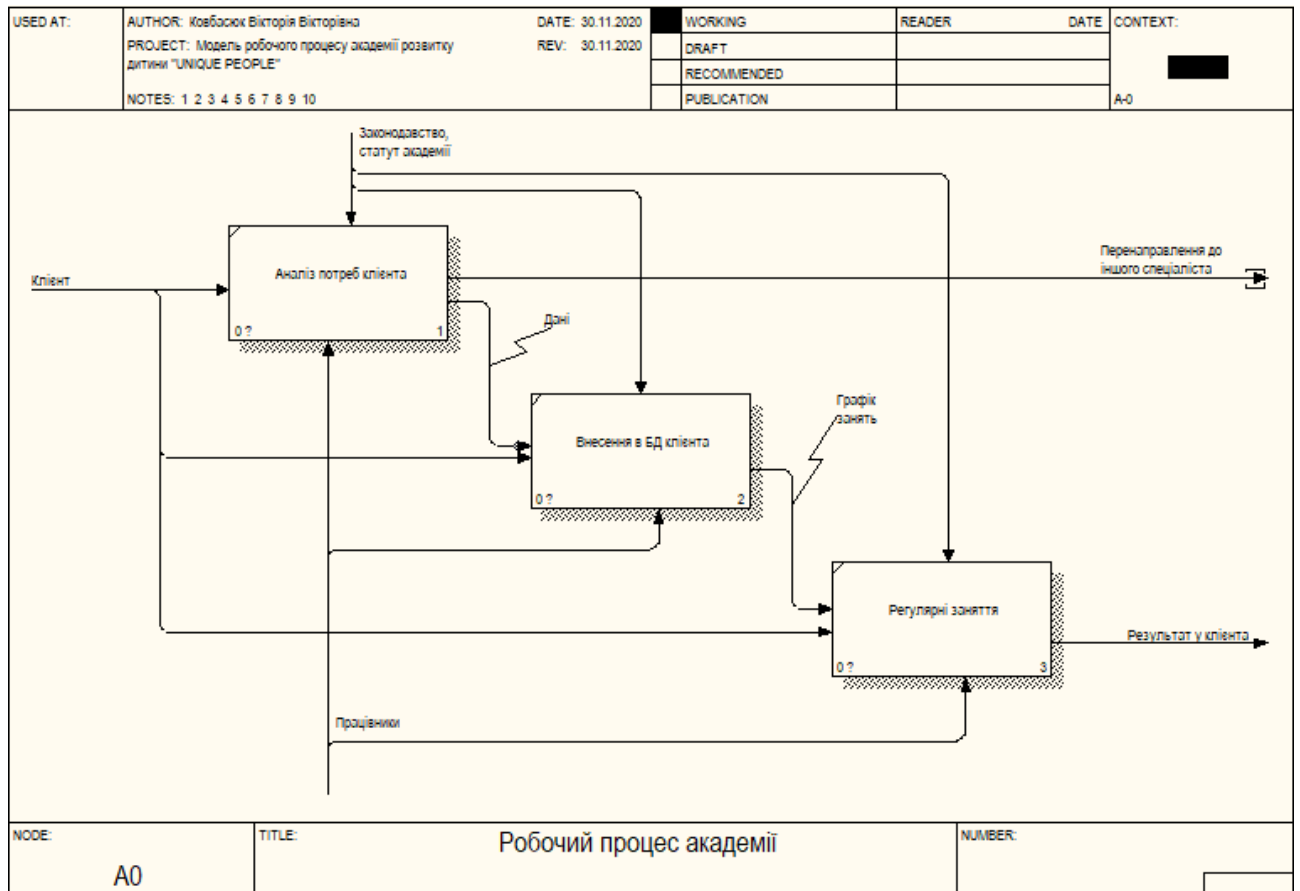 USED AT:
AUTHOR: Ковбасюк Вікторія Вікторівна
DATE: 30.11.2020
PROJECT: Модель робочого процесу академії розвитку
дитини "UNIQUE PEOPLE"
REV: 30.11.2020
NOTES: 1 2 3 4 5 6 7 8 9 10
WORKING
DRAFT
RECOMMENDED
PUBLICATION
READER DATE
CONTEXT:
A-0
Законодавство,
статут академії
Клієнт
Аналіз потреб клієнта
0 ? 1
Перенаправлення до
іншого спеціаліста
Дані
Внесення в БД клієнта
0 ? 2
Графік
занять
Регулярні заняття
0 ? 3
Результат у клієнта
Працівники
NODE:
A0
TITLE:
Робочий процес академії
NUMBER: